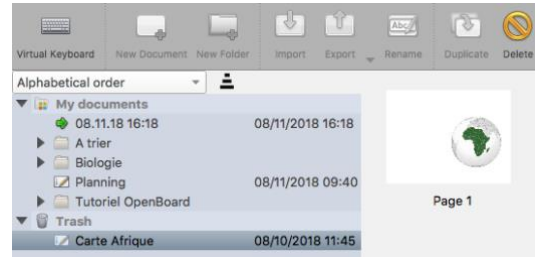 Virtual Keyboard New Document New Folder Import Export Rename Duplicate Delete
Alphabetical order
My documents
08.11.18 16:18 08/11/2018 16:18
A trier
Biologie
Planning 08/11/2018 09:40
Tutoriel OpenBoard
Trash
Carte Afrique 08/10/2018 11:45
Page 1